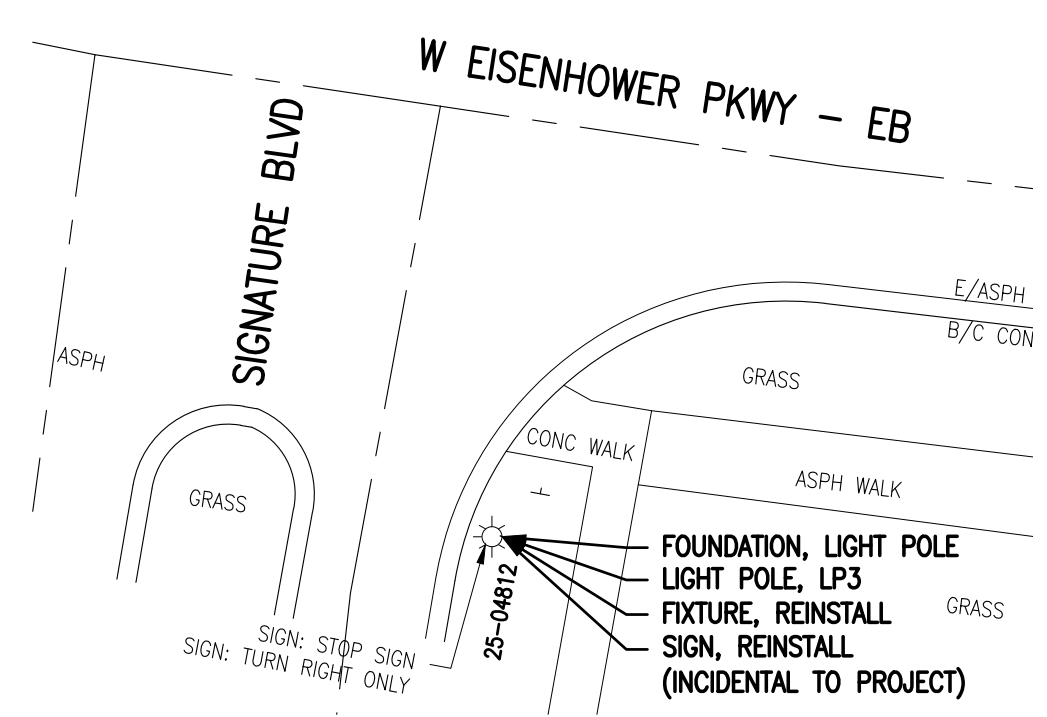 W EISENHOWER PKWY - EB
SIGNATURE BLVD
E/ASPH
B/C CON
ASPH
GRASS
CONC WALK
GRASS
ASPH WALK
FOUNDATION, LIGHT POLE
LIGHT POLE, LP3
FIXTURE, REINSTALL
SIGN, REINSTALL
(INCIDENTAL TO PROJECT)
25-04812
GRASS
SIGN: STOP SIGN
SIGN: TURN RIGHT ONLY